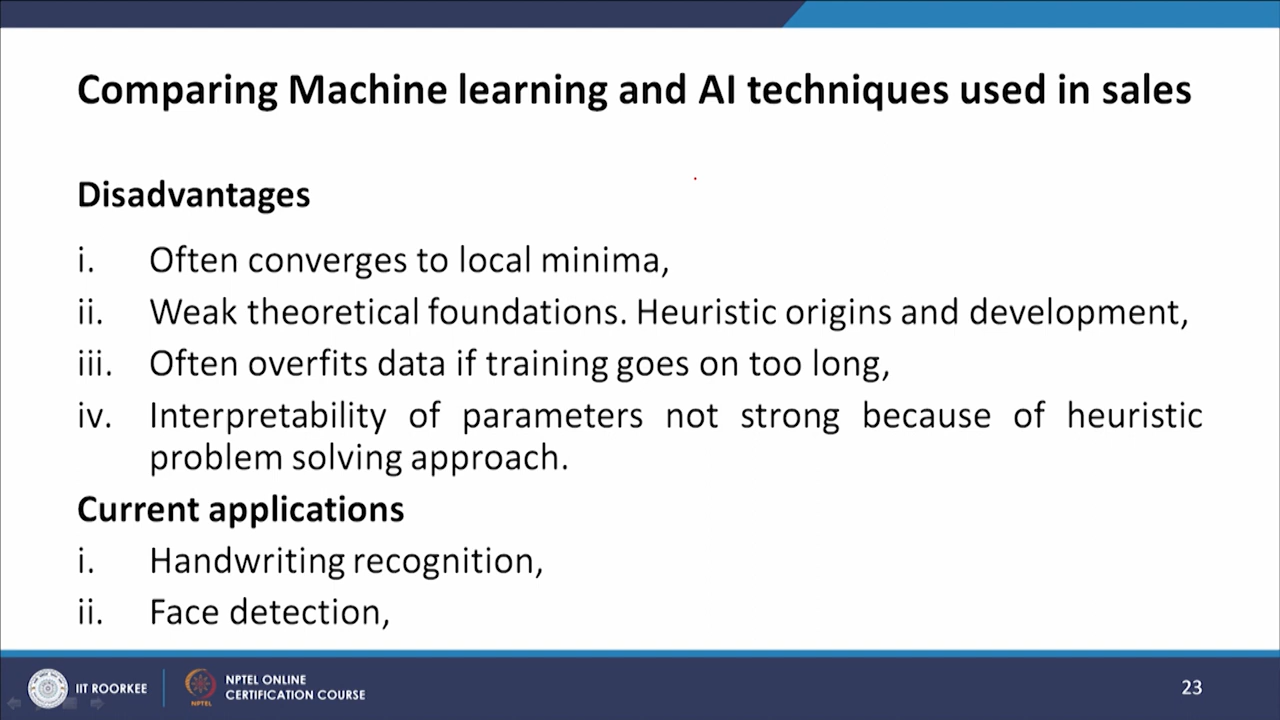 Comparing Machine learning and AI techniques used in sales
Disadvantages
i. Often converges to local minima,
ii. Weak theoretical foundations. Heuristic origins and development,
iii. Often overfits data if training goes on too long,
iv. Interpretability of parameters not strong because of heuristic
problem solving approach.
Current applications
i. Handwriting recognition,
ii. Face detection,
IIT ROORKEE
NPTEL
NPTEL ONLINE
CERTIFICATION COURSE
23